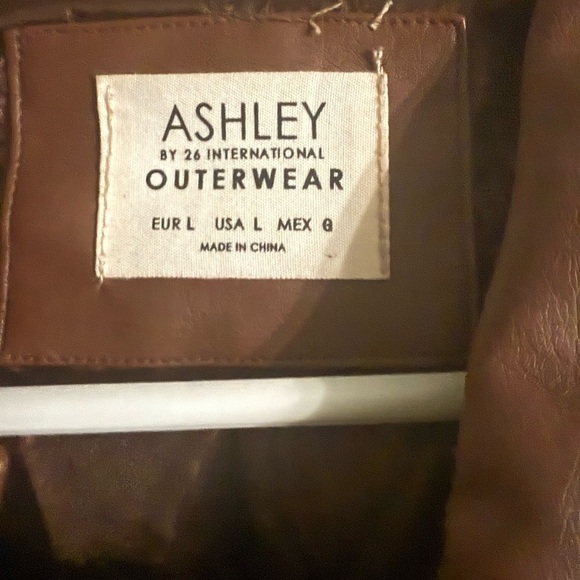 ASHLEY
BY 26 INTERNATIONAL
OUTERWEAR
EUR L USA L MEX G
MADE IN CHINA